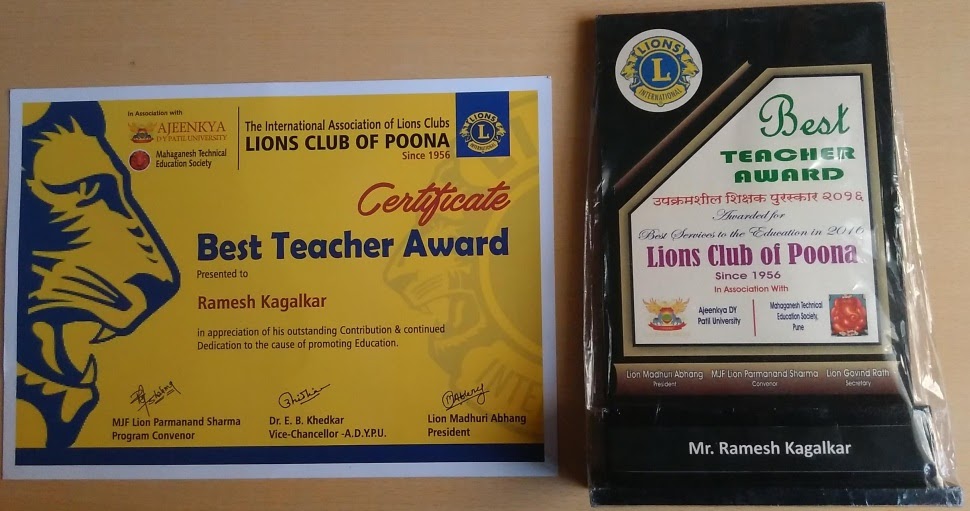 In Association with
AJEENKYA
DY PATIL UNIVERSITY
Mahaganesh Technical
Education Society
The International Association of Lions Clubs
LIONS CLUB OF POONA
Since 1956
LIONS
L
INTERNATIONAL
Certificate
Best Teacher Award
Presented to
Ramesh Kagalkar
in appreciation of his outstanding Contribution & continued
Dedication to the cause of promoting Education.
MJF Lion Parmanand Sharma
Program Convenor
Dr. E. B. Khedkar
Vice-Chancellor -A.D.Y.P.U.
Lion Madhuri Abhang
President
LIONS
L
INTERNATIONAL
Best
TEACHER
AWARD
उपक्रमशील शिक्षक पुरस्कार २०१६
Awarded for
Best Services to the Education in 2016
Lions Club of Poona
Since 1956
In Association With
Ajeenkya DY
Patil University
Mahaganesh Technical
Education Society,
Pune
Lion Madhuri Abhang
President
MJF Lion Parmanand Sharma
Convenor
Lion Govind Rath
Secretary
Mr. Ramesh Kagalkar